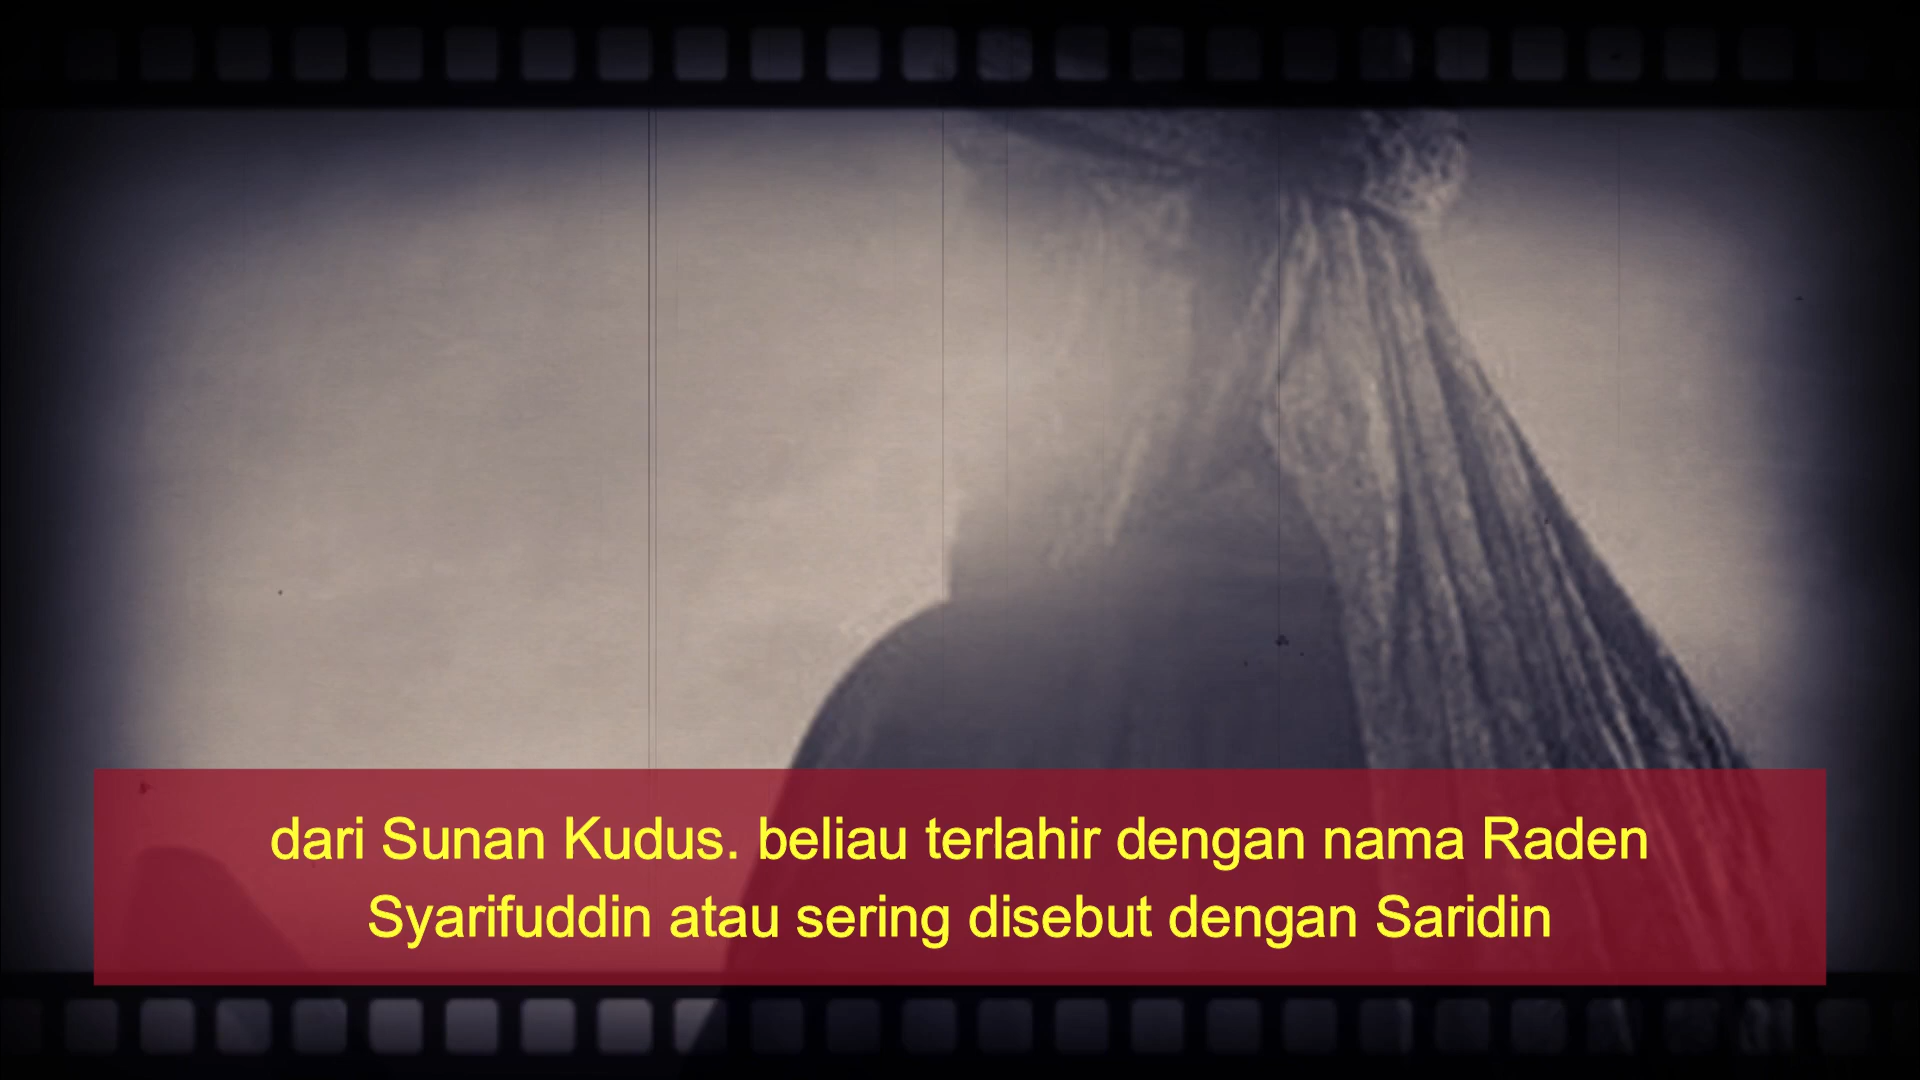 dari Sunan Kudus. beliau terlahir dengan nama Raden
Syarifuddin atau sering disebut dengan Saridin